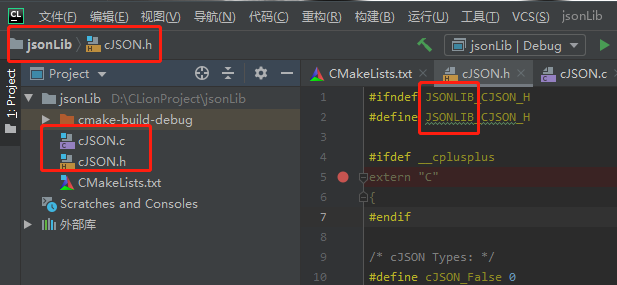 CL 文件(F) 编辑(E) 视图(V) 导航(N) 代码(C) 重构(R) 构建(B) 运行(U) 工具(T) VCS(S) jsonLib
jsonLib cJSON.h jsonLib | Debug
1: Project
Project
CMakeLists.txt cJSON.h cJSON.c
jsonLib D:\CLionProject\jsonLib
cmake-build-debug
cJSON.c
cJSON.h
CMakeLists.txt
Scratches and Consoles
外部库
1 #ifndef JSONLIB_CJSON_H
2 #define JSONLIB_CJSON_H
3
4 #ifdef __cplusplus
5 extern "C"
6 {
7 #endif
8
9 /* cJSON Types: */
10 #define cJSON_False 0